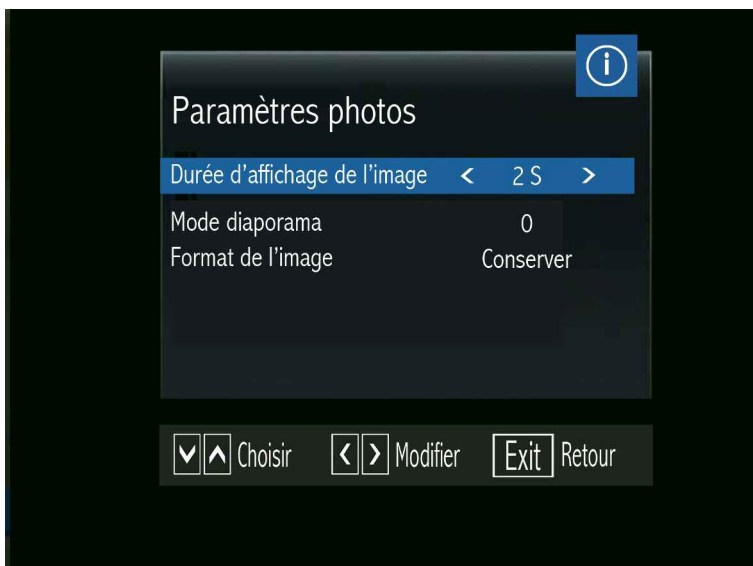 Paramètres photos
Durée d'affichage de l'image < 2 S >
Mode diaporama 0
Format de l'image Conserver
Choisir < > Modifier Exit Retour